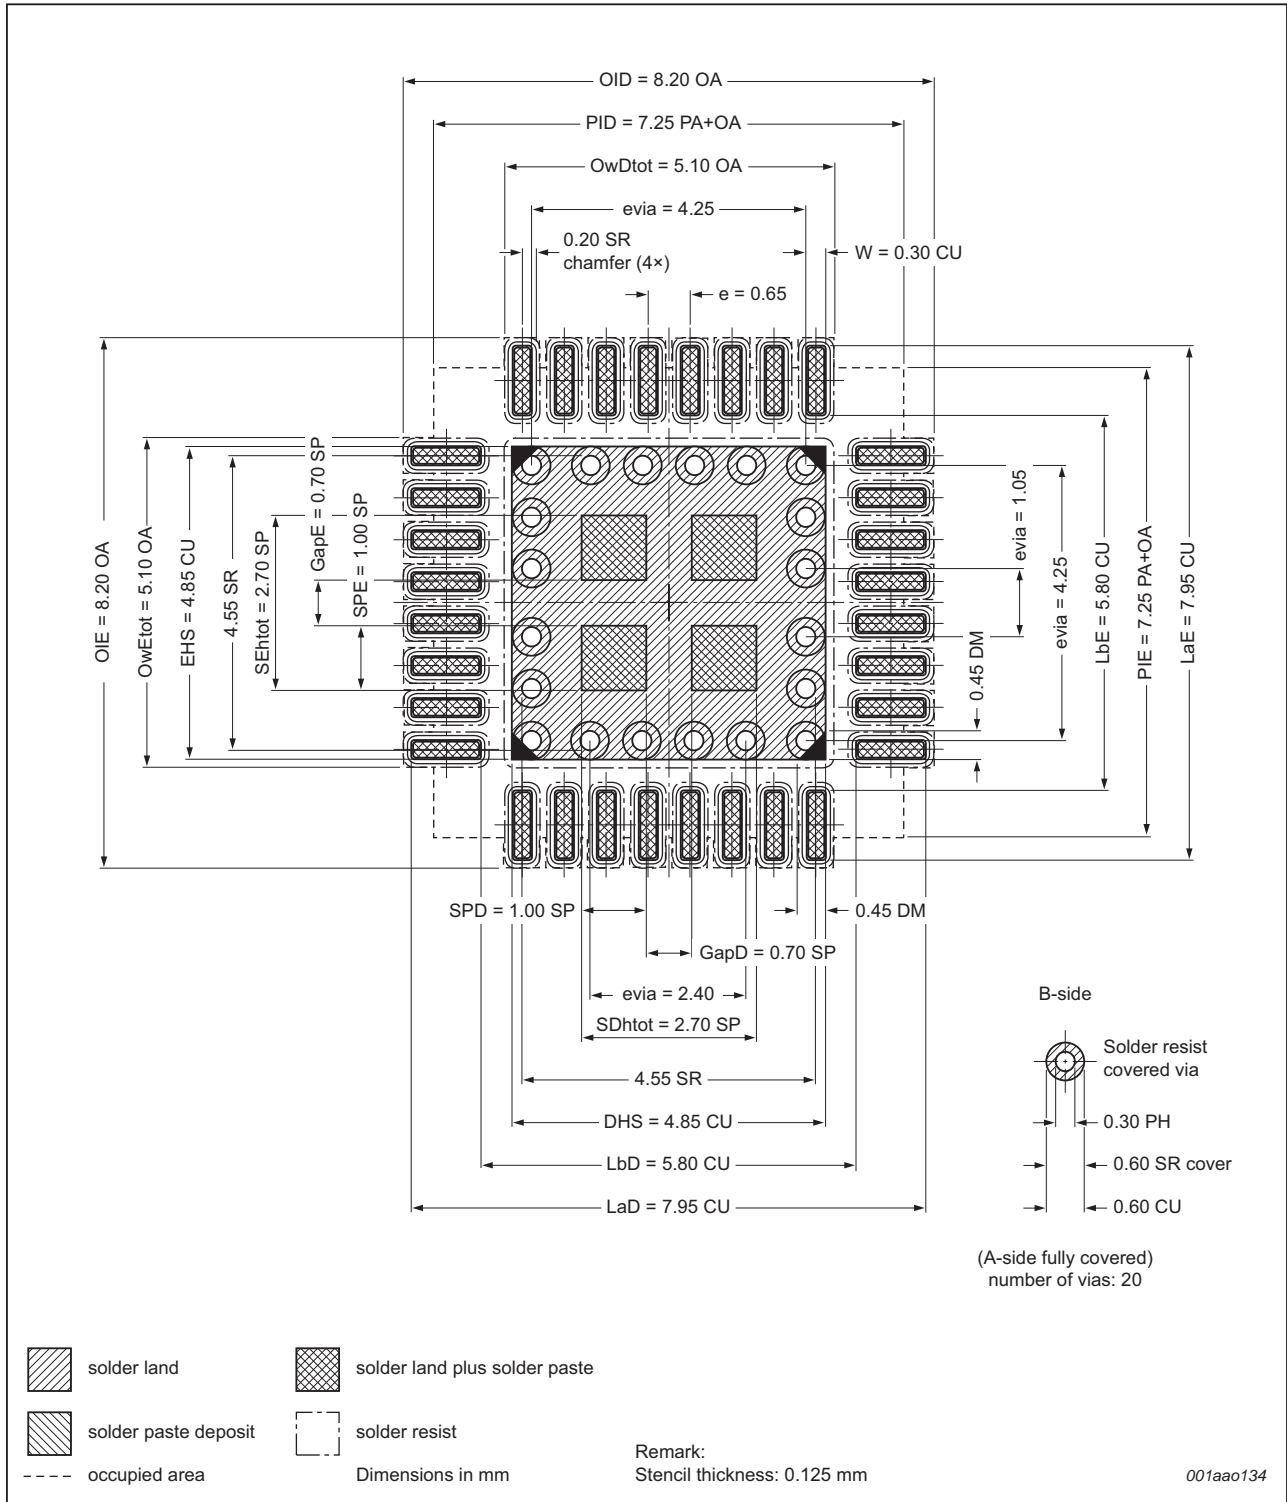 OID = 8.20 OA
PID = 7.25 PA+OA
OwDtot = 5.10 OA
evia = 4.25
0.20 SR
chamfer (4×)
W = 0.30 CU
e = 0.65
OIE = 8.20 OA
OwEtot = 5.10 OA
EHS = 4.85 CU
4.55 SR
SEhtot = 2.70 SP
GapE = 0.70 SP
SPE = 1.00 SP
evia = 1.05
0.45 DM
evia = 4.25
LbE = 5.80 CU
PIE = 7.25 PA+OA
LaE = 7.95 CU
SPD = 1.00 SP
0.45 DM
GapD = 0.70 SP
evia = 2.40
SDhtot = 2.70 SP
4.55 SR
DHS = 4.85 CU
LbD = 5.80 CU
LaD = 7.95 CU
B-side
Solder resist
covered via
0.30 PH
0.60 SR cover
0.60 CU
(A-side fully covered)
number of vias: 20
solder land
solder land plus solder paste
solder paste deposit
solder resist
occupied area
Dimensions in mm
Remark:
Stencil thickness: 0.125 mm
001aao134